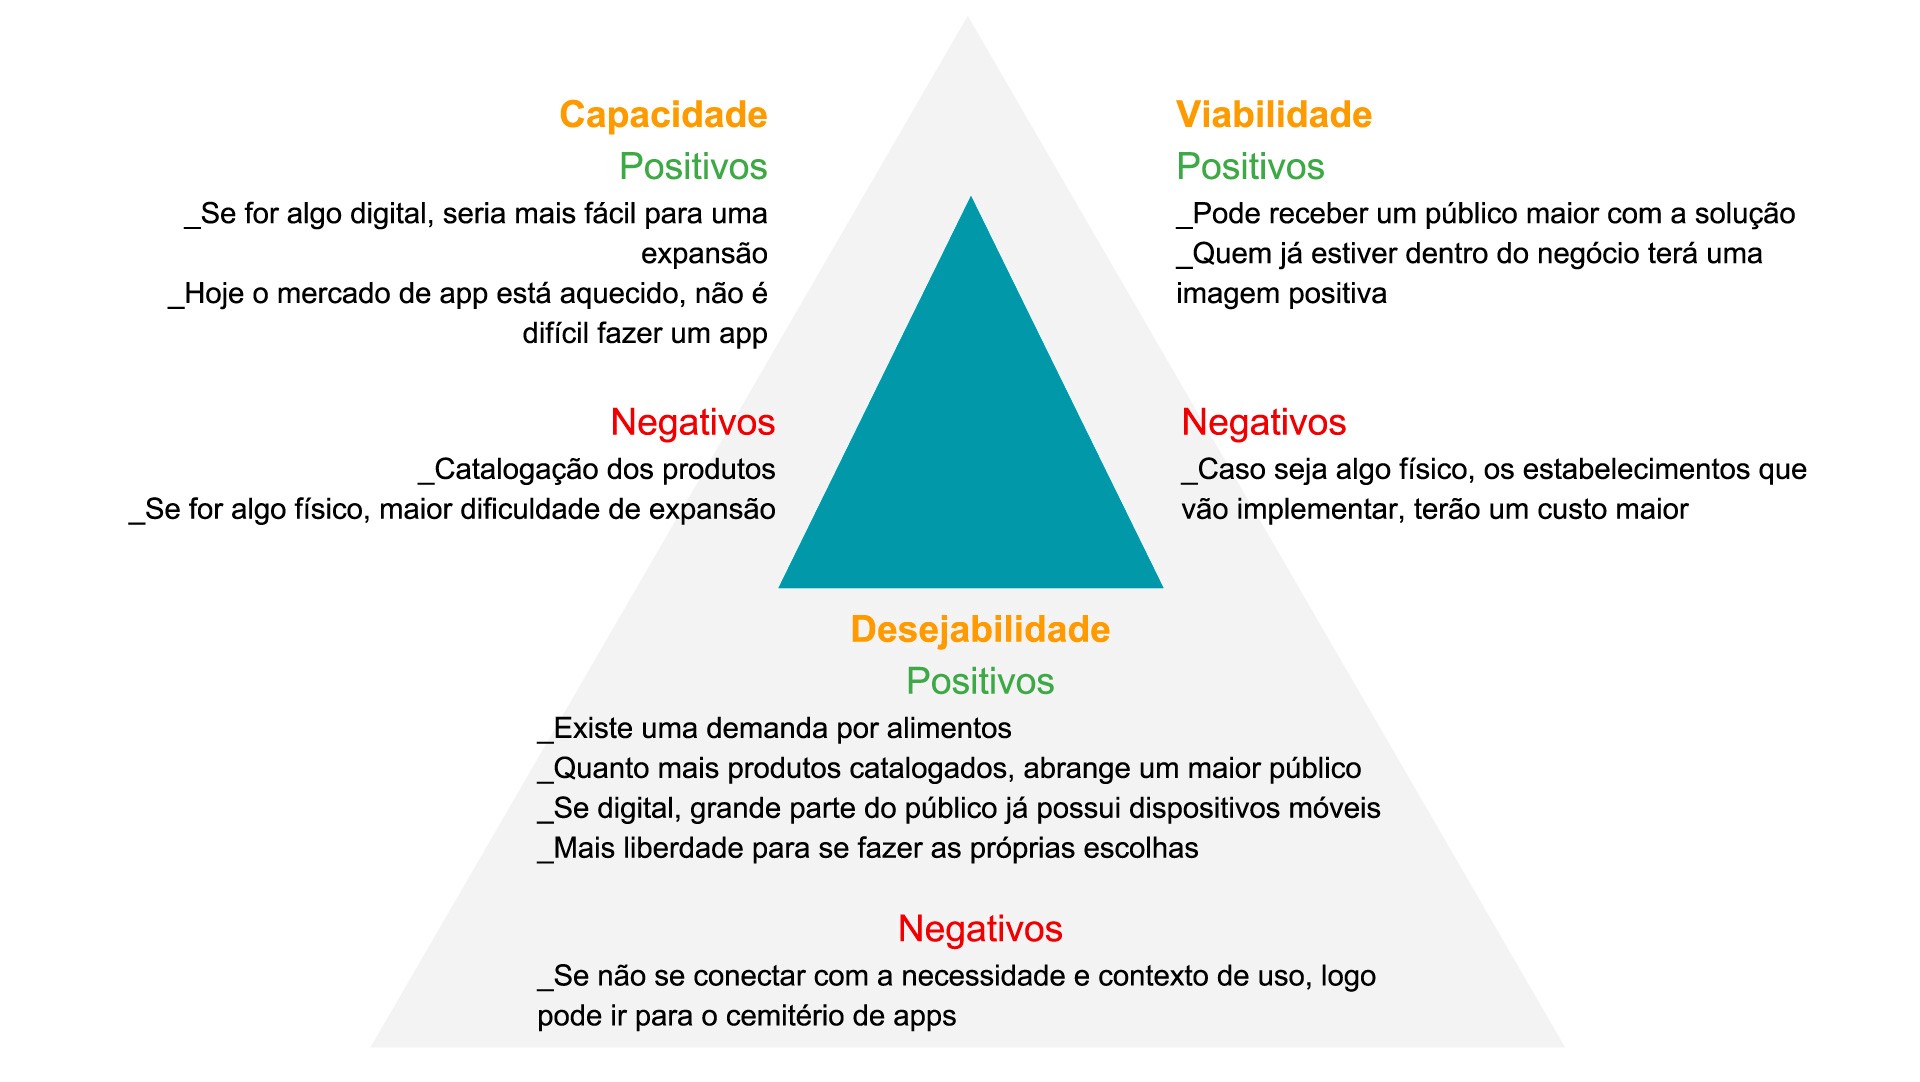 Capacidade
Positivos
_Se for algo digital, seria mais fácil para uma
expansão
_Hoje o mercado de app está aquecido, não é
difícil fazer um app
Negativos
_Catalogação dos produtos
_Se for algo físico, maior dificuldade de expansão
Viabilidade
Positivos
_Pode receber um público maior com a solução
_Quem já estiver dentro do negócio terá uma
imagem positiva
Negativos
_Caso seja algo físico, os estabelecimentos que
vão implementar, terão um custo maior
Desejabilidade
Positivos
_Existe uma demanda por alimentos
_Quanto mais produtos catalogados, abrange um maior público
_Se digital, grande parte do público já possui dispositivos móveis
_Mais liberdade para se fazer as próprias escolhas
Negativos
_Se não se conectar com a necessidade e contexto de uso, logo
pode ir para o cemitério de apps